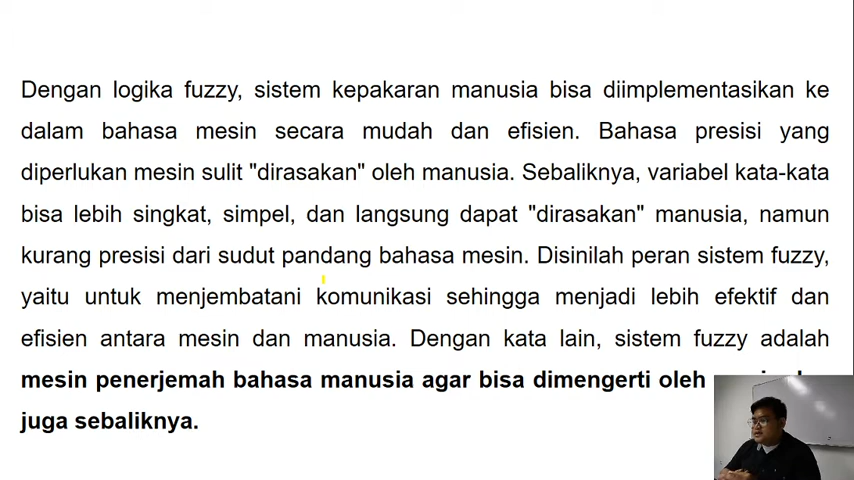 Dengan logika fuzzy, sistem kepakaran manusia bisa diimplementasikan ke
dalam bahasa mesin secara mudah dan efisien. Bahasa presisi yang
diperlukan mesin sulit "dirasakan" oleh manusia. Sebaliknya, variabel kata-kata
bisa lebih singkat, simpel, dan langsung dapat "dirasakan" manusia, namun
kurang presisi dari sudut pandang bahasa mesin. Disinilah peran sistem fuzzy,
yaitu untuk menjembatani komunikasi sehingga menjadi lebih efektif dan
efisien antara mesin dan manusia. Dengan kata lain, sistem fuzzy adalah
mesin penerjemah bahasa manusia agar bisa dimengerti oleh
juga sebaliknya.